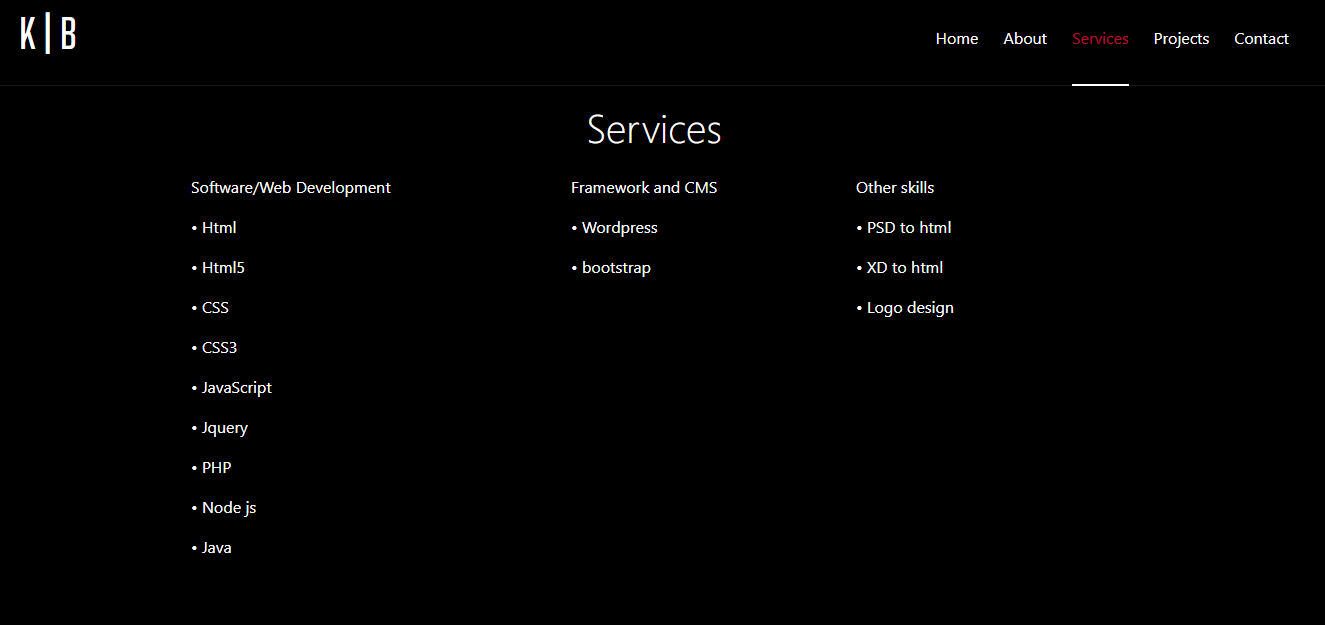 K|B
Home About Services Projects Contact
Services
Software/Web Development
• Html
• Html5
• CSS
• CSS3
• JavaScript
• Jquery
• PHP
• Node js
• Java
Framework and CMS
• Wordpress
• bootstrap
Other skills
• PSD to html
• XD to html
• Logo design